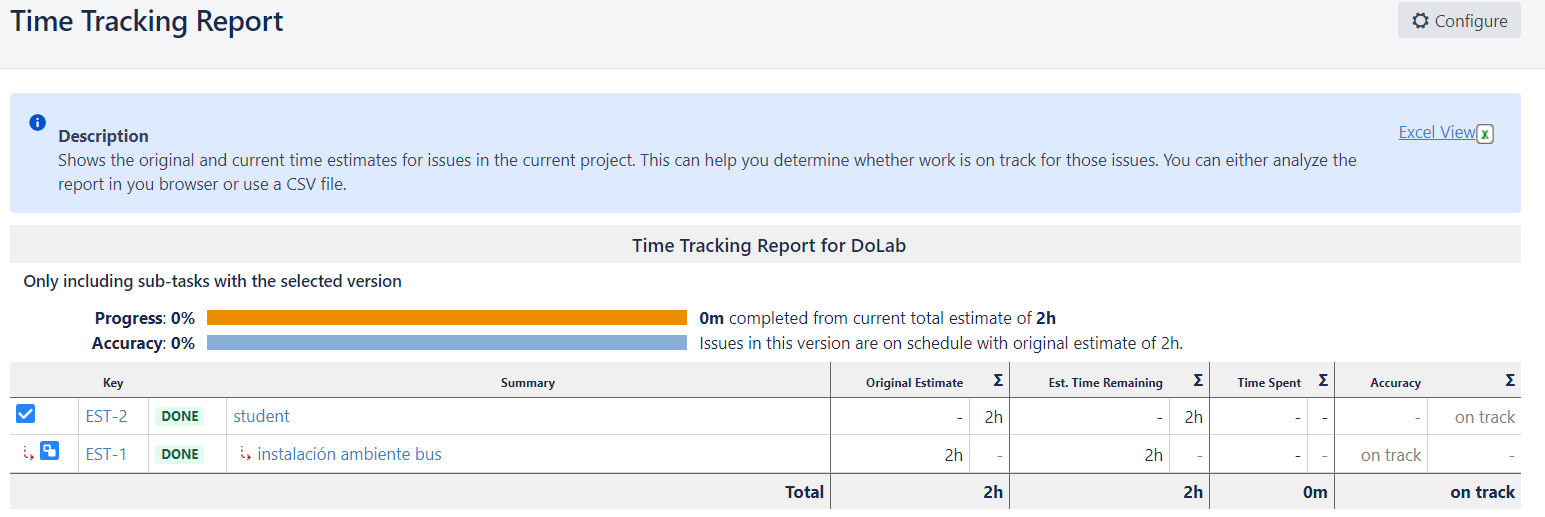 Time Tracking Report
Configure
Description
Excel View
Shows the original and current time estimates for issues in the current project. This can help you determine whether work is on track for those issues. You can either analyze the
report in you browser or use a CSV file.
Time Tracking Report for DoLab
Only including sub-tasks with the selected version
Progress: 0% 0m completed from current total estimate of 2h
Accuracy: 0% Issues in this version are on schedule with original estimate of 2h.
Key Summary Original Estimate Σ Est. Time Remaining Σ Time Spent Σ Accuracy Σ
EST-2 DONE student - 2h - 2h - - - on track
EST-1 DONE instalación ambiente bus 2h - 2h - - - on track -
Total 2h 2h 0m on track